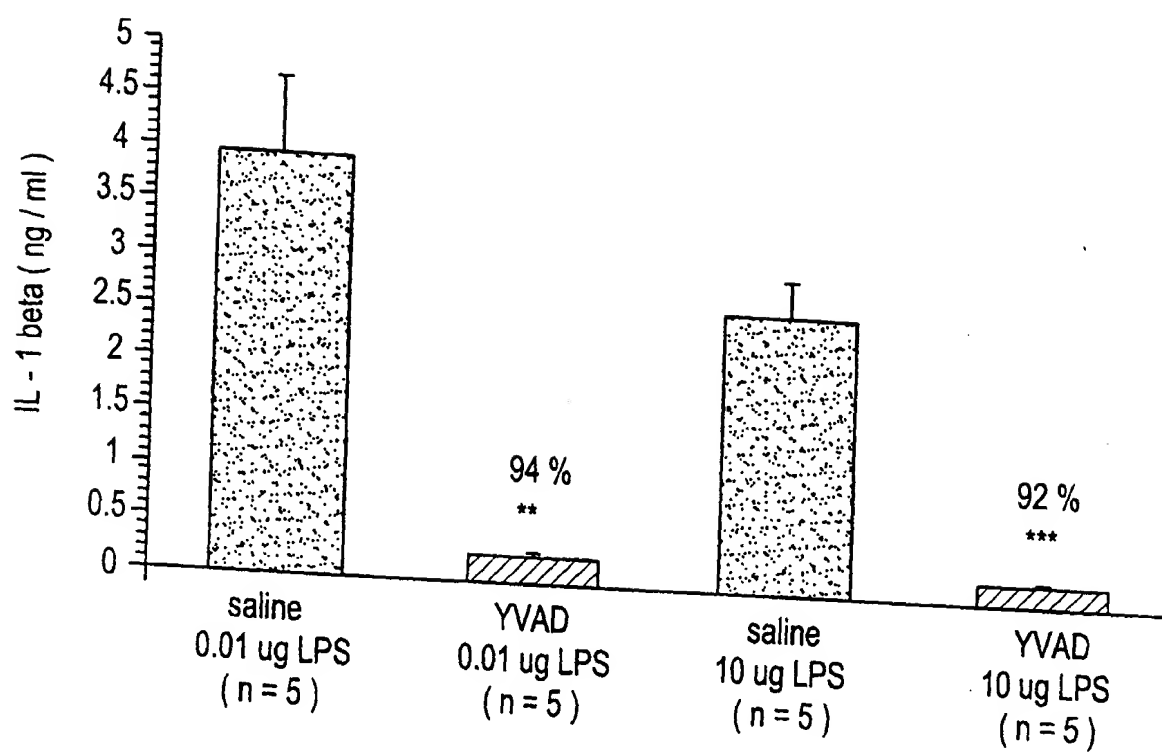 5
4.5
4
3.5
3
2.5
2
1.5
1
0.5
0
IL - 1 beta ( ng / ml )
94 %
**
92 %
***
saline
0.01 ug LPS
( n = 5 )
YVAD
0.01 ug LPS
( n = 5 )
saline
10 ug LPS
( n = 5 )
YVAD
10 ug LPS
( n = 5 )